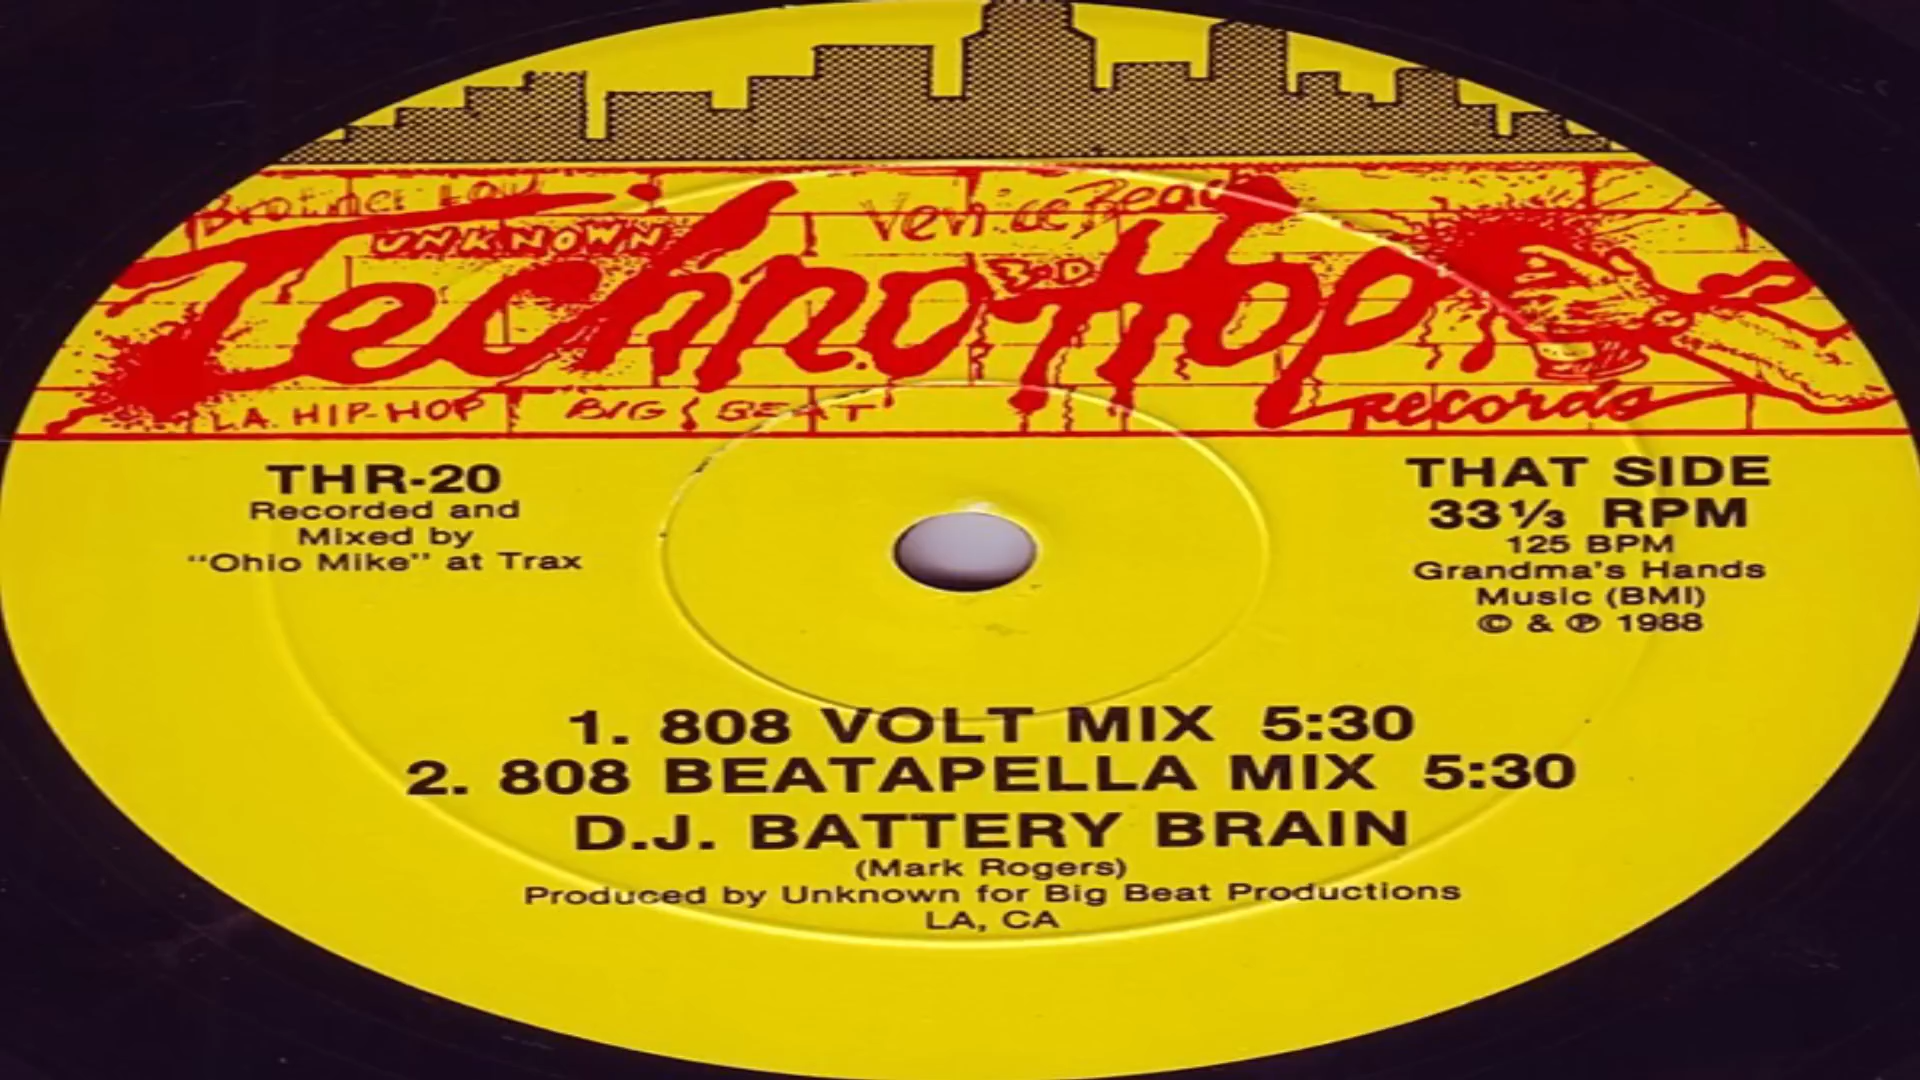 Brother Lou
UNKNOWN
Venice Beach
3-D
Techno Hop
records
L.A. HIP-HOP
BIG BEAT
THR-20
Recorded and
Mixed by
“Ohio Mike” at Trax
THAT SIDE
33⅓ RPM
125 BPM
Grandma's Hands
Music (BMI)
© & ℗ 1988
1. 808 VOLT MIX 5:30
2. 808 BEATAPELLA MIX 5:30
D.J. BATTERY BRAIN
(Mark Rogers)
Produced by Unknown for Big Beat Productions
LA, CA